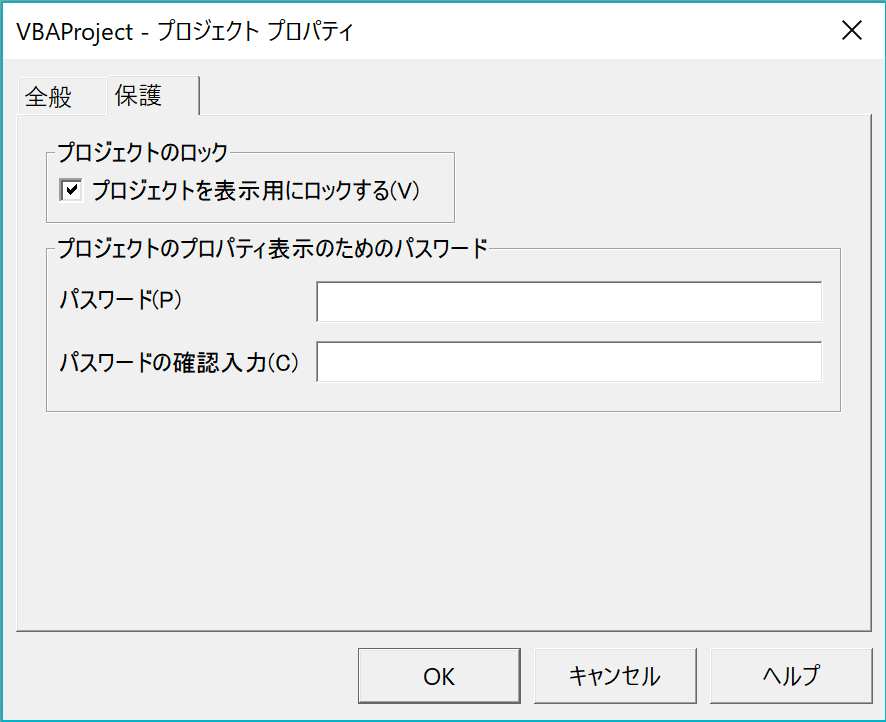 VBAProject - プロジェクト プロパティ
全般
保護
プロジェクトのロック
プロジェクトを表示用にロックする(V)
プロジェクトのプロパティ表示のためのパスワード
パスワード(P)
パスワードの確認入力(C)
OK
キャンセル
ヘルプ